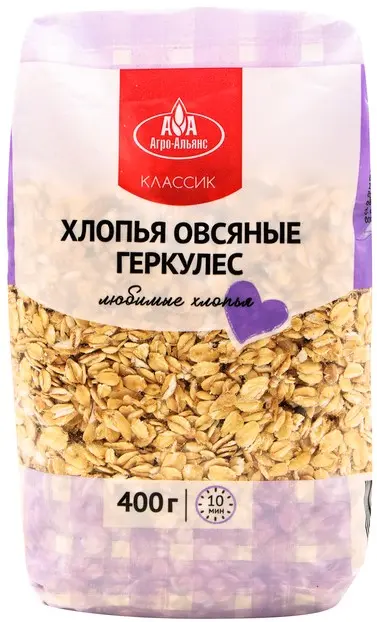 АА
Агро-Альянс
КЛАССИК
ХЛОПЬЯ ОВСЯНЫЕ
ГЕРКУЛЕС
любимые хлопья
400 г
10
мин